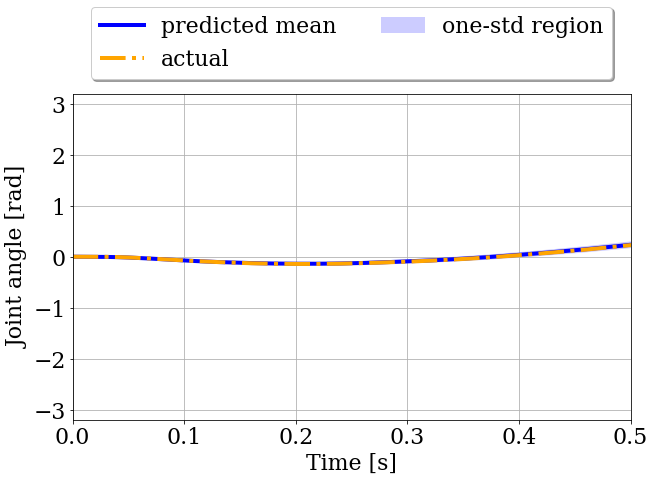 predicted mean
one-std region
actual
Joint angle [rad]
3
2
1
0
−1
−2
−3
0.0 0.1 0.2 0.3 0.4 0.5
Time [s]